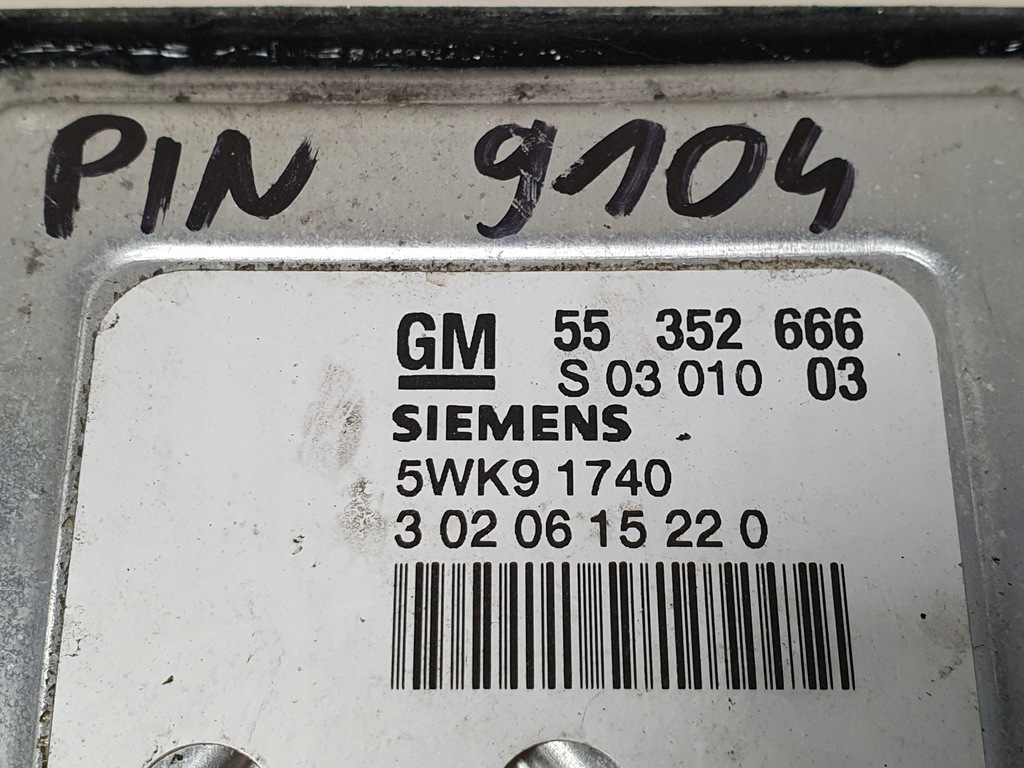 PIN 9104
GM 55 352 666
S 03 010 03
SIEMENS
5WK9 1740
3 02 06 15 22 0